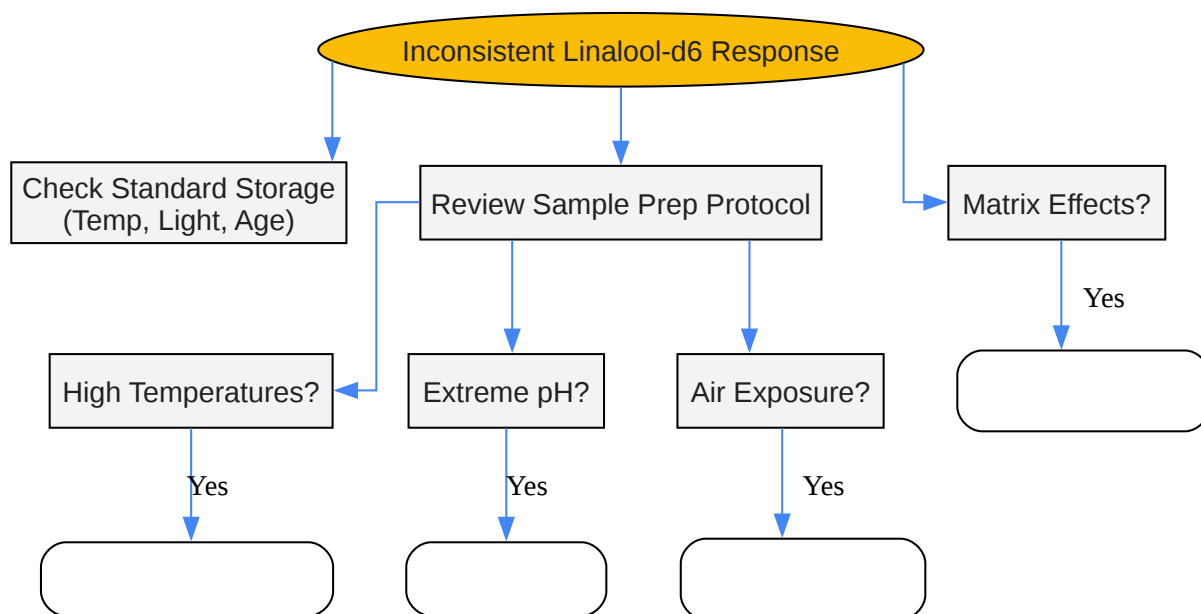 Inconsistent Linalool-d6 Response
Check Standard Storage
(Temp, Light, Age)
Review Sample Prep Protocol
Matrix Effects?
Yes
High Temperatures?
Extreme pH?
Air Exposure?
Yes
Yes
Yes